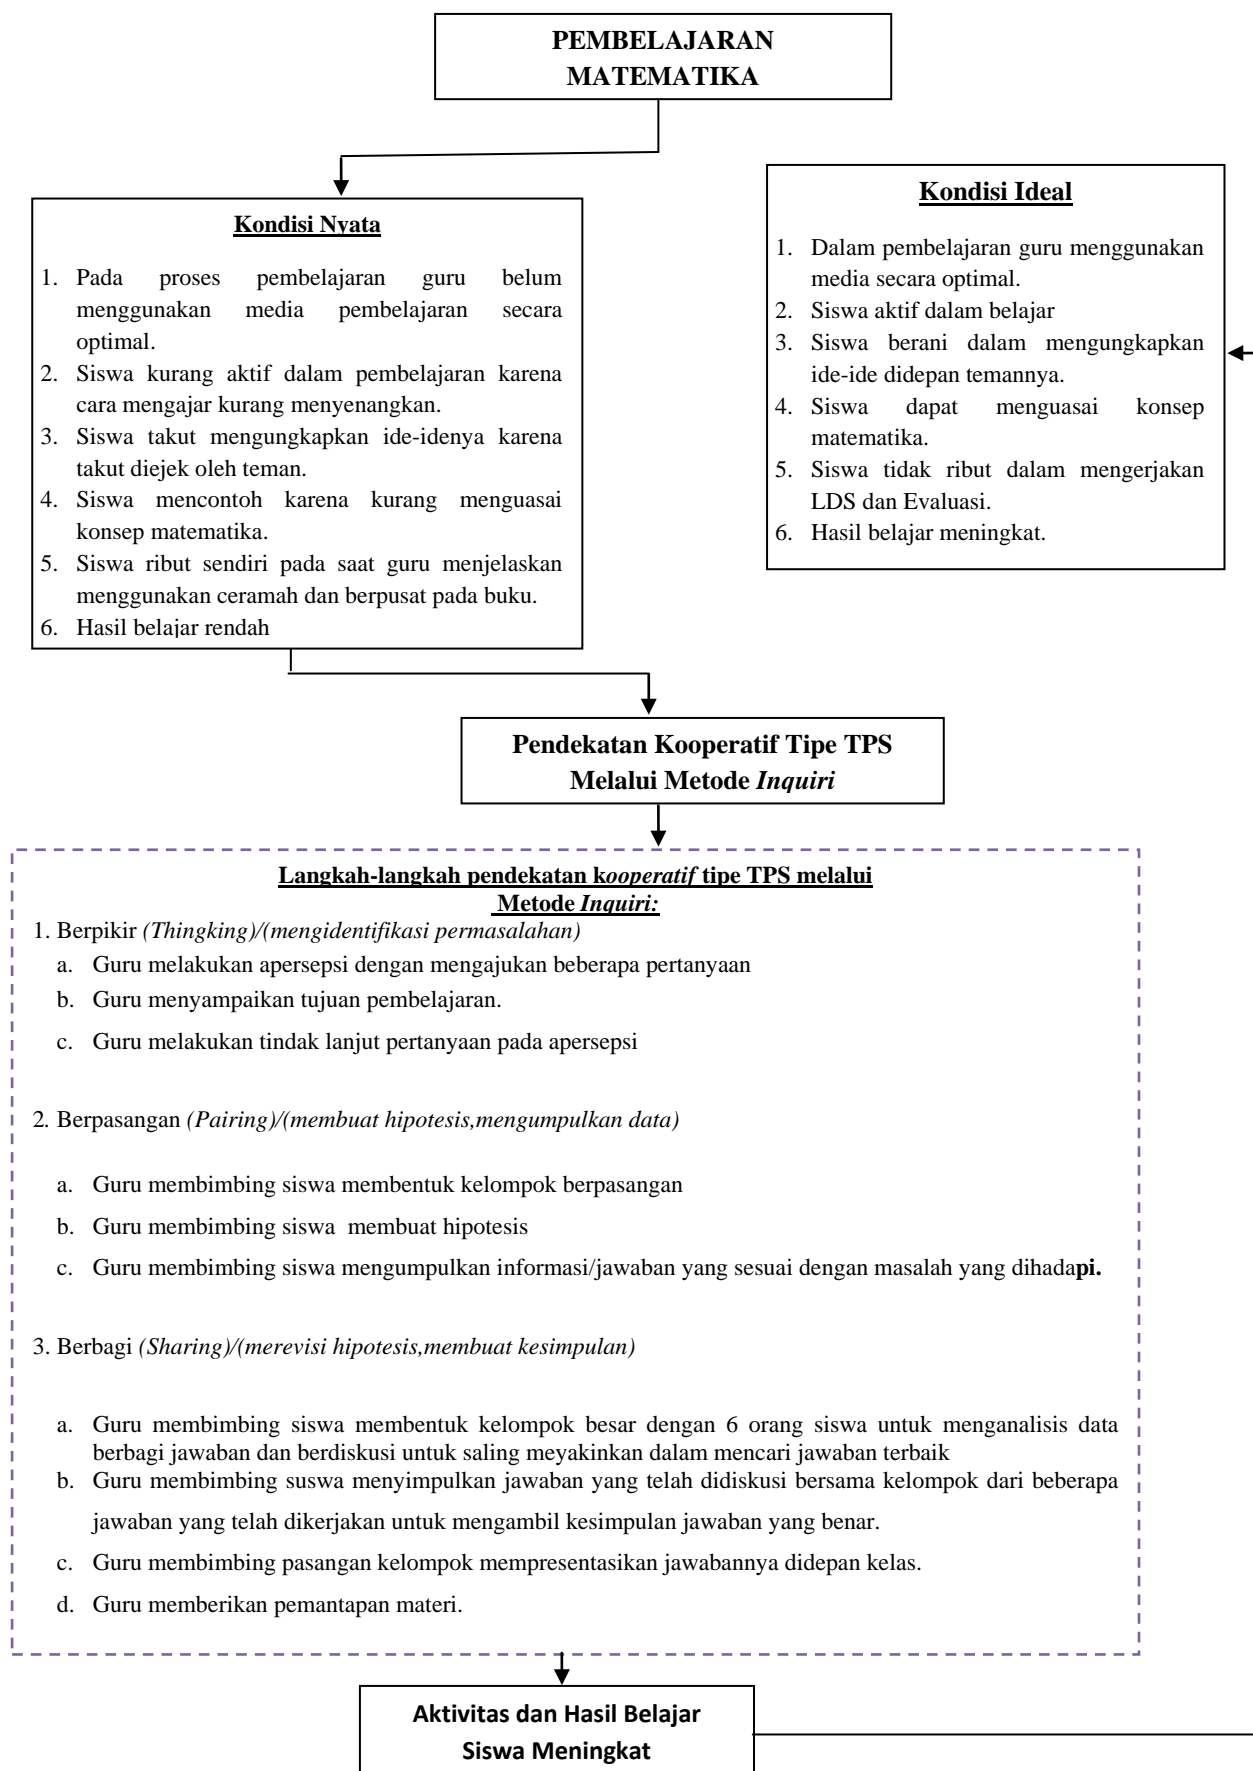 PEMBELAJARAN
MATEMATIKA
Kondisi Nyata
1. Pada proses pembelajaran guru belum
menggunakan media pembelajaran secara
optimal.
2. Siswa kurang aktif dalam pembelajaran karena
cara mengajar kurang menyenangkan.
3. Siswa takut mengungkapkan ide-idenya karena
takut diejek oleh teman.
4. Siswa mencontoh karena kurang menguasai
konsep matematika.
5. Siswa ribut sendiri pada saat guru menjelaskan
menggunakan ceramah dan berpusat pada buku.
6. Hasil belajar rendah
Kondisi Ideal
1. Dalam pembelajaran guru menggunakan
media secara optimal.
2. Siswa aktif dalam belajar
3. Siswa berani dalam mengungkapkan
ide-ide didepan temannya.
4. Siswa dapat menguasai konsep
matematika.
5. Siswa tidak ribut dalam mengerjakan
LDS dan Evaluasi.
6. Hasil belajar meningkat.
Pendekatan Kooperatif Tipe TPS
Melalui Metode Inquiri
Langkah-langkah pendekatan kooperatif tipe TPS melalui
Metode Inquiri:
1. Berpikir (Thingking)/(mengidentifikasi permasalahan)
a. Guru melakukan apersepsi dengan mengajukan beberapa pertanyaan
b. Guru menyampaikan tujuan pembelajaran.
c. Guru melakukan tindak lanjut pertanyaan pada apersepsi
2. Berpasangan (Pairing)/(membuat hipotesis,mengumpulkan data)
a. Guru membimbing siswa membentuk kelompok berpasangan
b. Guru membimbing siswa membuat hipotesis
c. Guru membimbing siswa mengumpulkan informasi/jawaban yang sesuai dengan masalah yang dihadapi.
3. Berbagi (Sharing)/(merevisi hipotesis,membuat kesimpulan)
a. Guru membimbing siswa membentuk kelompok besar dengan 6 orang siswa untuk menganalisis data
berbagi jawaban dan berdiskusi untuk saling meyakinkan dalam mencari jawaban terbaik
b. Guru membimbing suswa menyimpulkan jawaban yang telah didiskusi bersama kelompok dari beberapa
jawaban yang telah dikerjakan untuk mengambil kesimpulan jawaban yang benar.
c. Guru membimbing pasangan kelompok mempresentasikan jawabannya didepan kelas.
d. Guru memberikan pemantapan materi.
Aktivitas dan Hasil Belajar
Siswa Meningkat